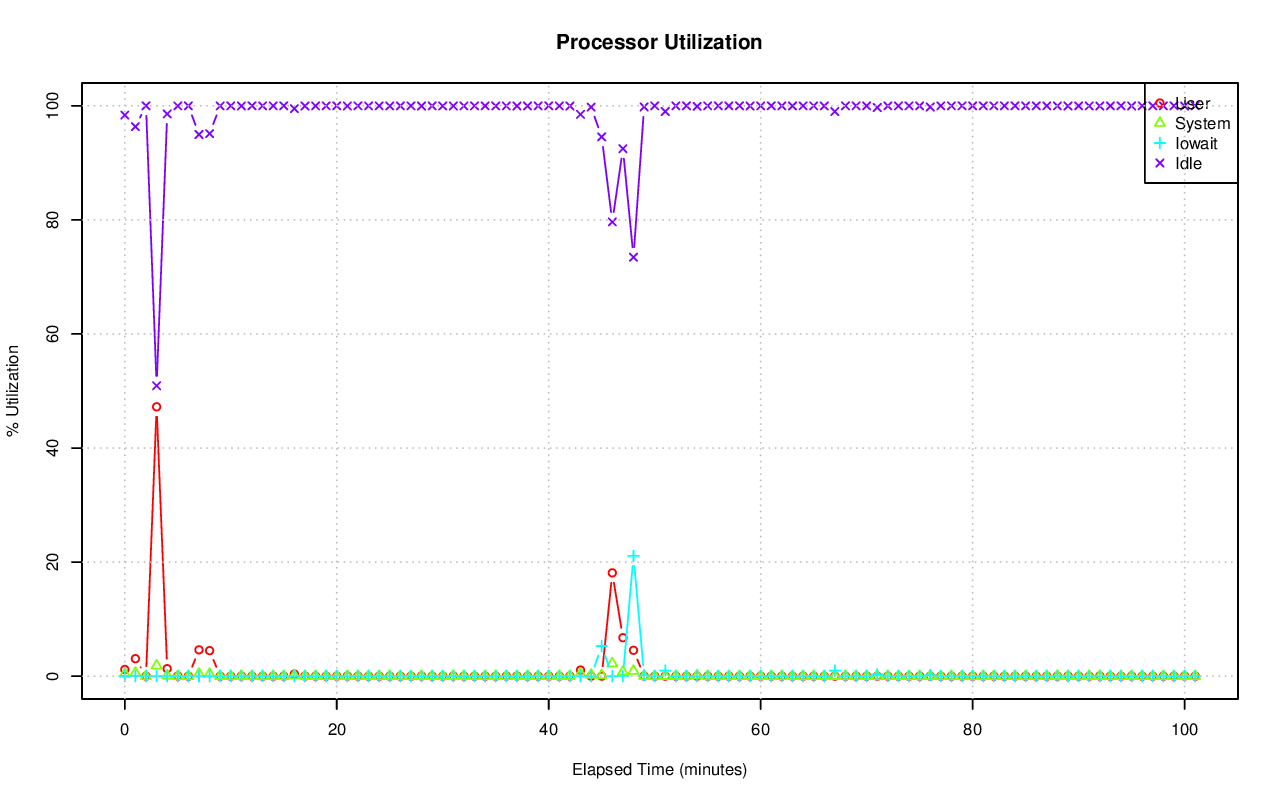 Processor Utilization
% Utilization
100
80
60
40
20
0
User
System
Iowait
Idle
0 20 40 60 80 100
Elapsed Time (minutes)